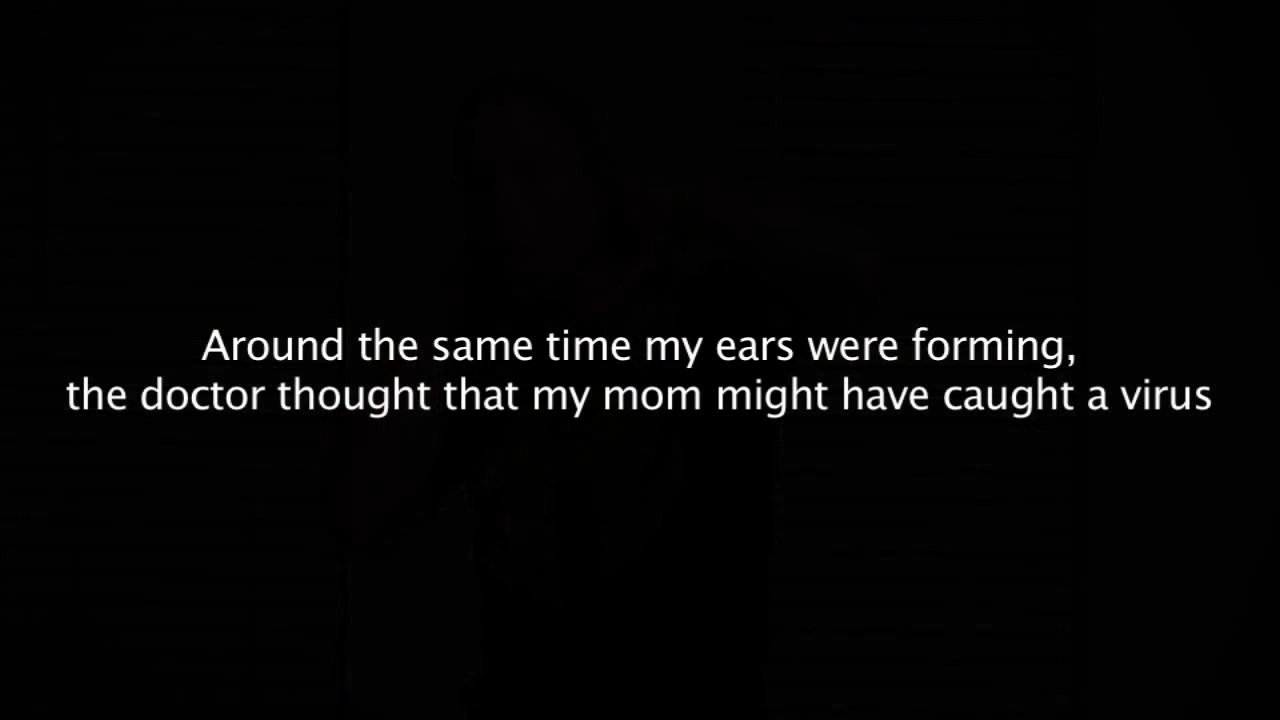 Around the same time my ears were forming,
the doctor thought that my mom might have caught a virus